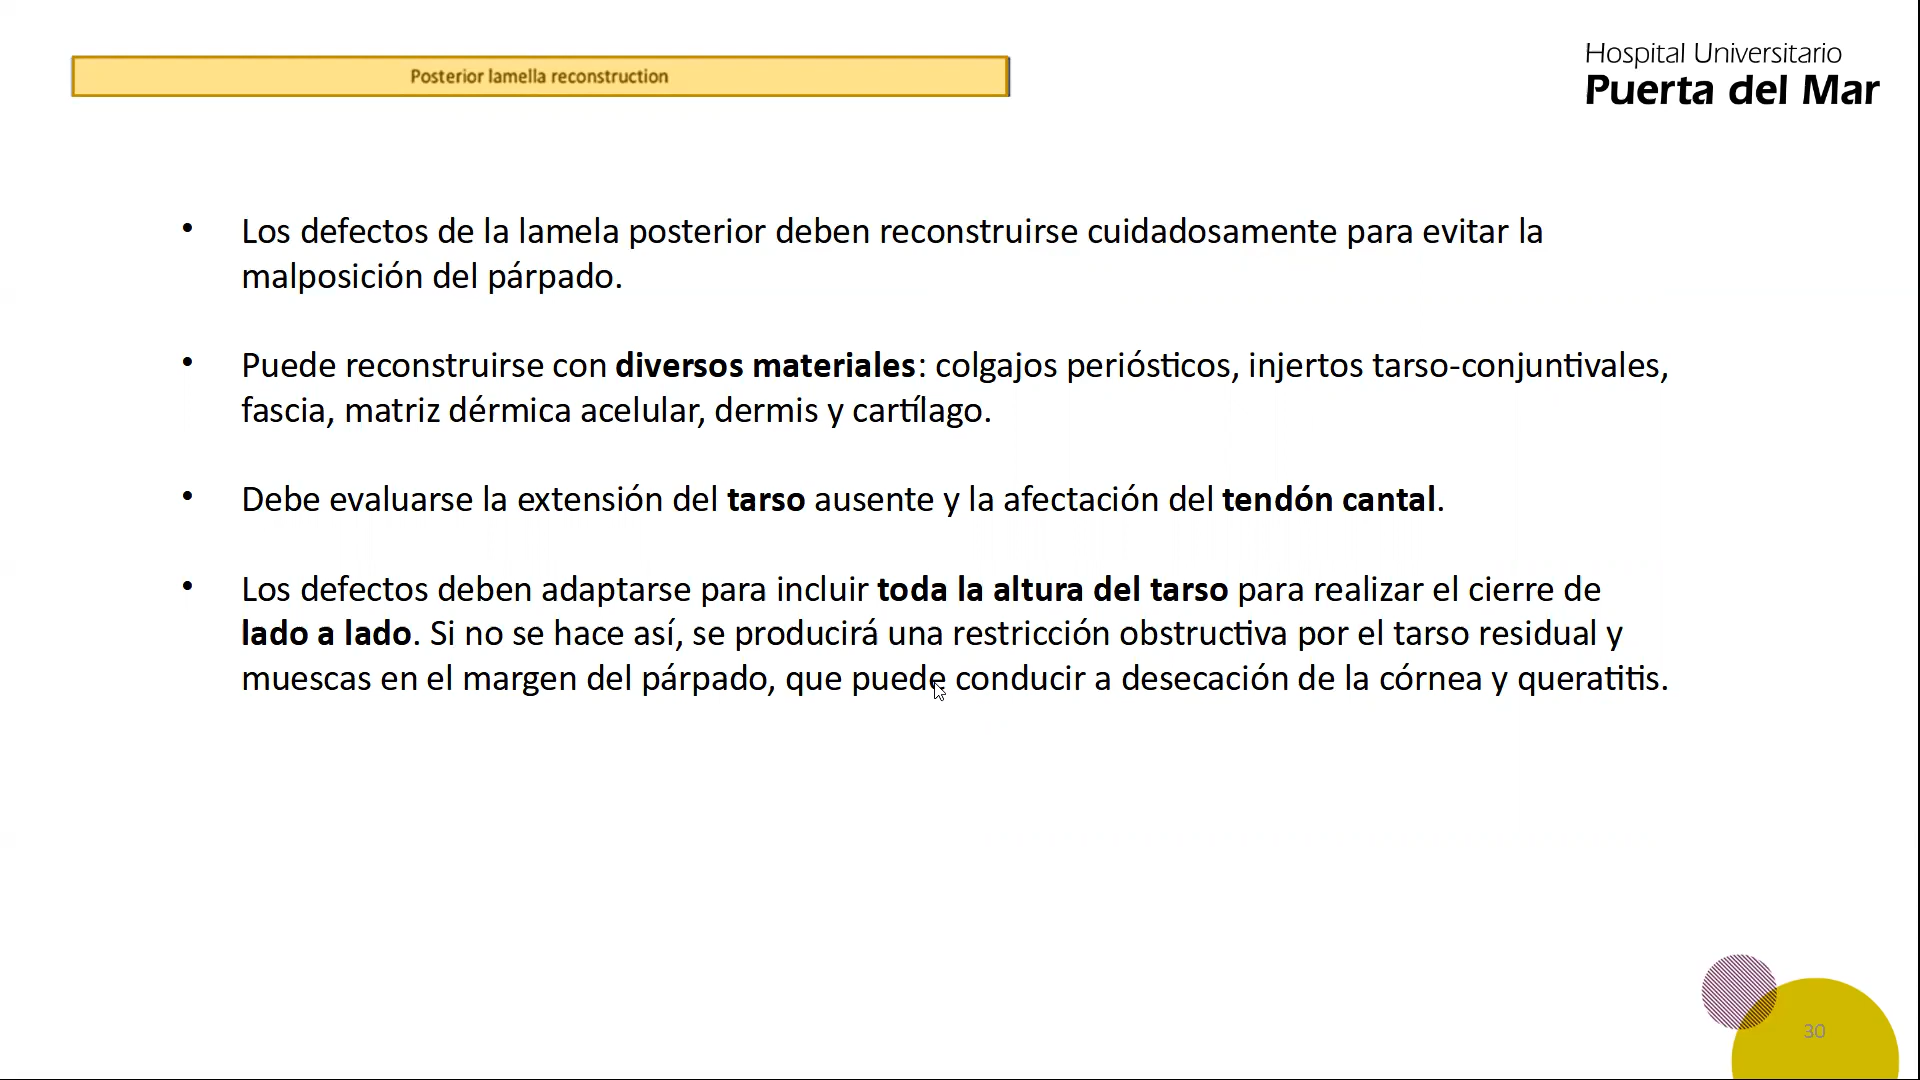 Posterior lamella reconstruction
Hospital Universitario
Puerta del Mar
• Los defectos de la lamela posterior deben reconstruirse cuidadosamente para evitar la
malposición del párpado.
• Puede reconstruirse con diversos materiales: colgajos periósticos, injertos tarso-conjuntivales,
fascia, matriz dérmica acelular, dermis y cartílago.
• Debe evaluarse la extensión del tarso ausente y la afectación del tendón cantal.
• Los defectos deben adaptarse para incluir toda la altura del tarso para realizar el cierre de
lado a lado. Si no se hace así, se producirá una restricción obstructiva por el tarso residual y
muescas en el margen del párpado, que puede conducir a desecación de la córnea y queratitis.
30